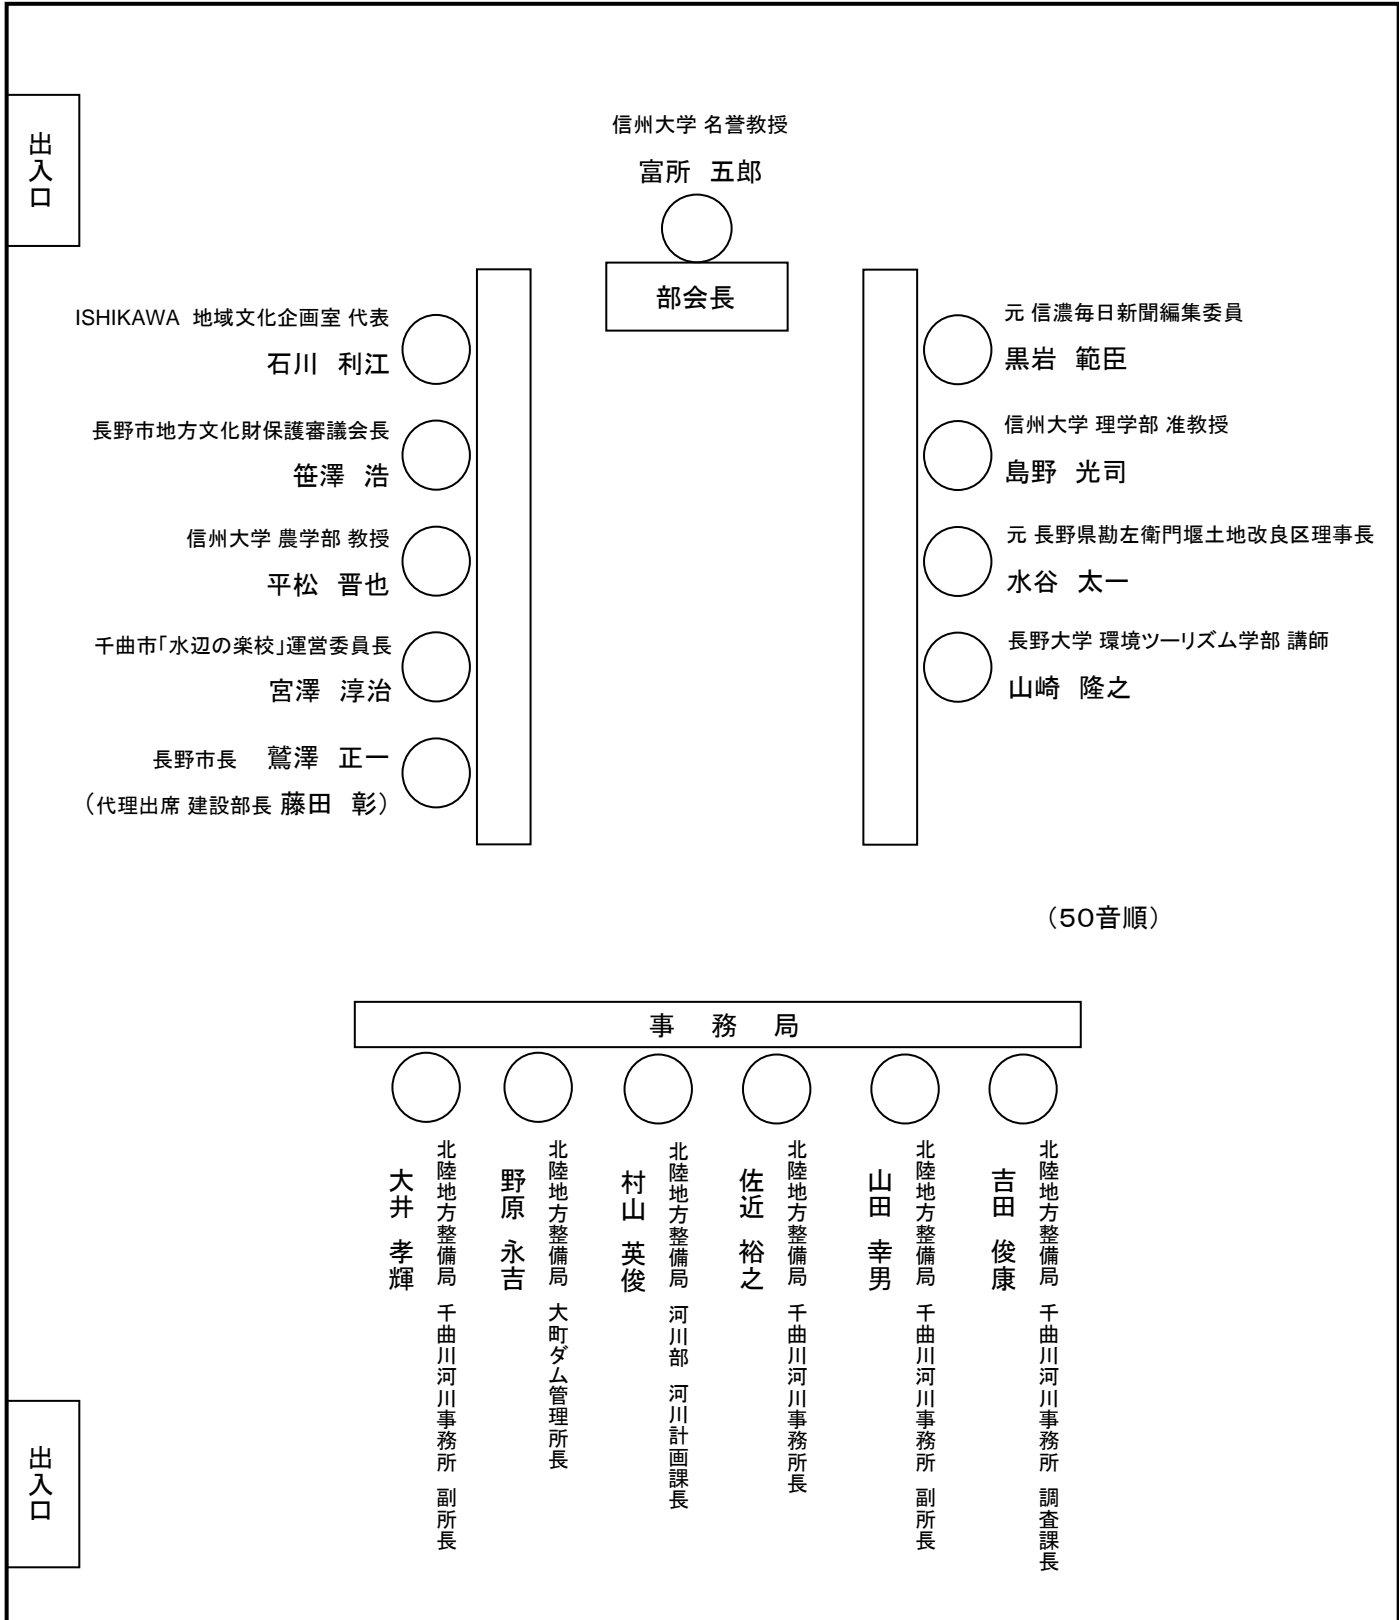 出入口
信州大学 名誉教授
富所 五郎
部会長
ISHIKAWA 地域文化企画室 代表
石川 利江
長野市地方文化財保護審議会長
笹澤 浩
信州大学 農学部 教授
平松 晋也
千曲市「水辺の楽校」運営委員長
宮澤 淳治
長野市長 鷲澤 正一
（代理出席 建設部長 藤田 彰）
元 信濃毎日新聞編集委員
黒岩 範臣
信州大学 理学部 准教授
島野 光司
元 長野県勘左衛門堰土地改良区理事長
水谷 太一
長野大学 環境ツーリズム学部 講師
山崎 隆之
（50音順）
事 務 局
北陸地方整備局 千曲川河川事務所 副所長
大井 孝輝
北陸地方整備局 大町ダム管理所長
野原 永吉
北陸地方整備局 河川部 河川計画課長
村山 英俊
北陸地方整備局 千曲川河川事務所長
佐近 裕之
北陸地方整備局 千曲川河川事務所 副所長
山田 幸男
北陸地方整備局 千曲川河川事務所 調査課長
吉田 俊康
出入口